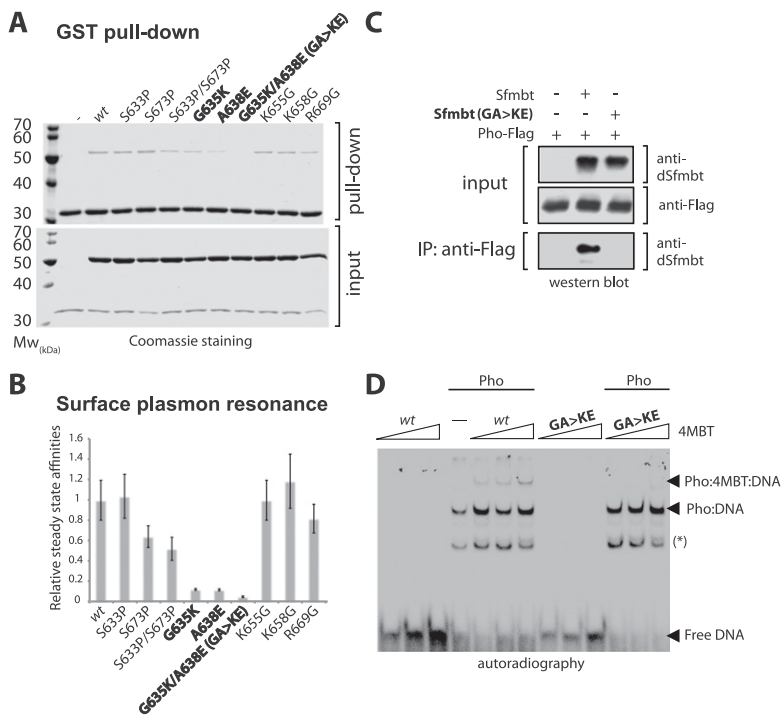 A
GST pull-down
-
wt
S633P
S673P
S633P/S673P
G635K
A638E
G635K/A638E (GA>KE)
K655G
K658G
R669G
70
60
50
40
30
pull-down
70
60
50
40
30
input
Mw(kDa)
Coomassie staining
B
Surface plasmon resonance
Relative steady state affinities
1.6
1.4
1.2
1
0.8
0.6
0.4
0.2
0
wt
S633P
S673P
S633P/S673P
G635K
A638E
G635K/A638E (GA>KE)
K655G
K658G
R669G
C
Sfmbt - + -
Sfmbt (GA>KE) - - +
Pho-Flag + + +
input
anti-dSfmbt
anti-Flag
IP: anti-Flag
anti-dSfmbt
western blot
D
Pho Pho
wt — wt GA>KE GA>KE 4MBT
Pho:4MBT:DNA
Pho:DNA
(*)
Free DNA
autoradiography